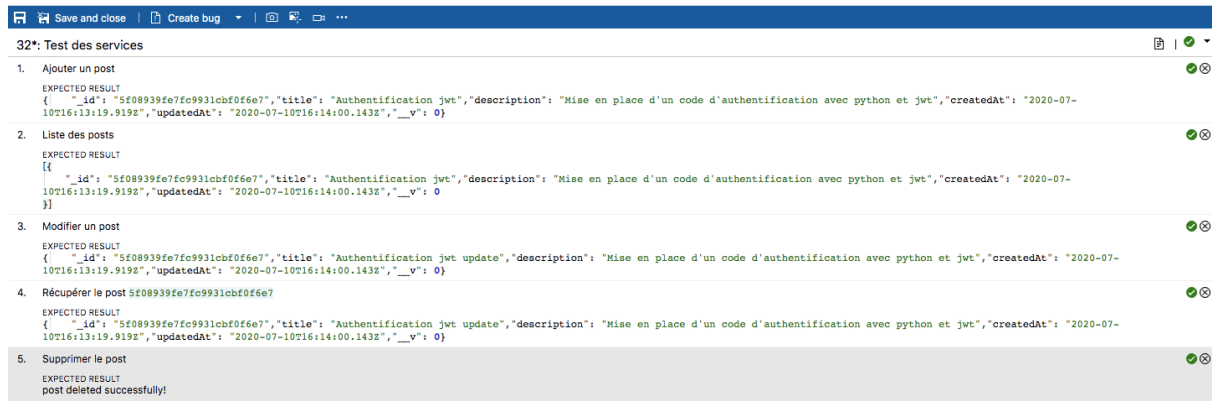 Save and close | Create bug
32*: Test des services
1. Ajouter un post
EXPECTED RESULT
{ "_id": "5f08939fe7fc9931cbf0f6e7","title": "Authentification jwt","description": "Mise en place d'un code d'authentification avec python et jwt","createdAt": "2020-07-
10T16:13:19.919Z","updatedAt": "2020-07-10T16:14:00.143Z","__v": 0}
2. Liste des posts
EXPECTED RESULT
[{
"_id": "5f08939fe7fc9931cbf0f6e7","title": "Authentification jwt","description": "Mise en place d'un code d'authentification avec python et jwt","createdAt": "2020-07-
10T16:13:19.919Z","updatedAt": "2020-07-10T16:14:00.143Z","__v": 0
}]
3. Modifier un post
EXPECTED RESULT
{ "_id": "5f08939fe7fc9931cbf0f6e7","title": "Authentification jwt update","description": "Mise en place d'un code d'authentification avec python et jwt","createdAt": "2020-07-
10T16:13:19.919Z","updatedAt": "2020-07-10T16:14:00.143Z","__v": 0}
4. Récupérer le post 5f08939fe7fc9931cbf0f6e7
EXPECTED RESULT
{ "_id": "5f08939fe7fc9931cbf0f6e7","title": "Authentification jwt update","description": "Mise en place d'un code d'authentification avec python et jwt","createdAt": "2020-07-
10T16:13:19.919Z","updatedAt": "2020-07-10T16:14:00.143Z","__v": 0}
5. Supprimer le post
EXPECTED RESULT
post deleted successfully!